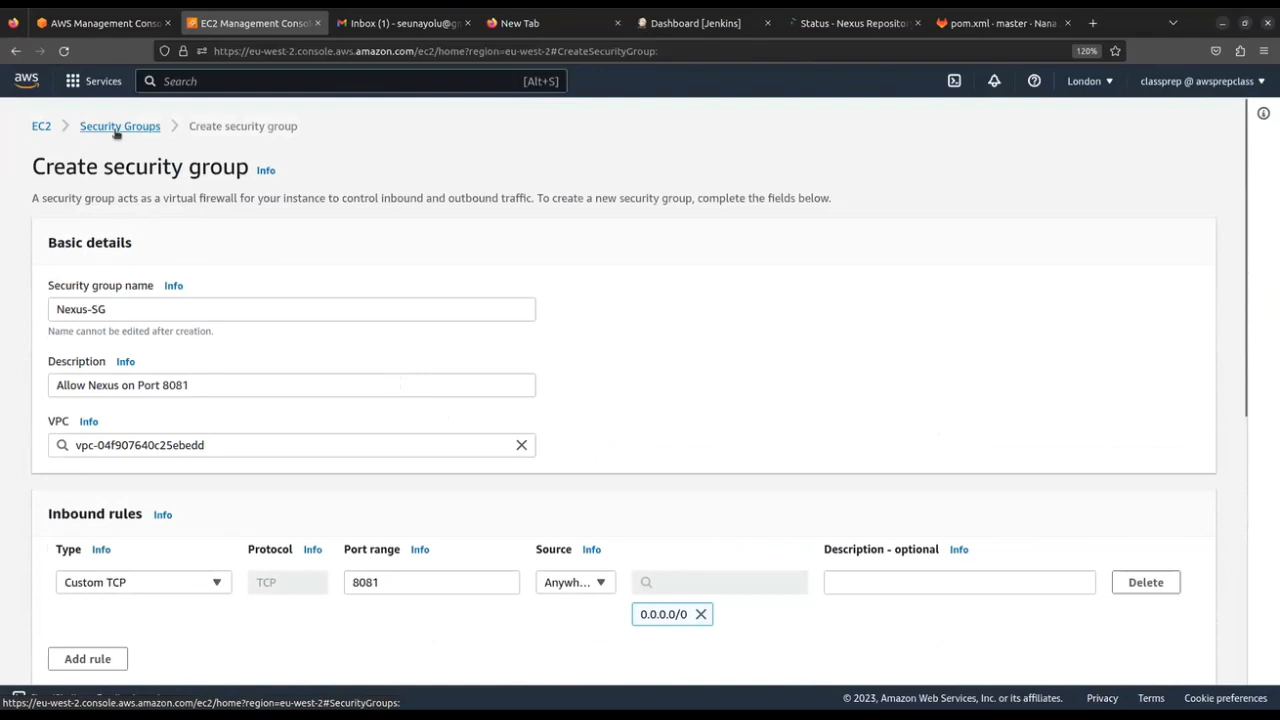 AWS Management Conso
EC2 Management Conso
Inbox (1) - seunayolu@gm
New Tab
Dashboard [Jenkins]
Status - Nexus Repositor
pom.xml · master · Nana
https://eu-west-2.console.aws.amazon.com/ec2/home?region=eu-west-2#CreateSecurityGroup:
120%
aws
Services
Search
[Alt+S]
London
classprep @ awsprepclass
EC2
Security Groups
Create security group
Create security group Info
A security group acts as a virtual firewall for your instance to control inbound and outbound traffic. To create a new security group, complete the fields below.
Basic details
Security group name Info
Nexus-SG
Name cannot be edited after creation.
Description Info
Allow Nexus on Port 8081
VPC Info
vpc-04f907640c25ebedd
Inbound rules Info
Type Info
Protocol Info
Port range Info
Source Info
Description - optional Info
Custom TCP
TCP
8081
Anywh...
Delete
0.0.0.0/0
Add rule
https://eu-west-2.console.aws.amazon.com/ec2/home?region=eu-west-2#SecurityGroups:
© 2023, Amazon Web Services, Inc. or its affiliates.
Privacy
Terms
Cookie preferences